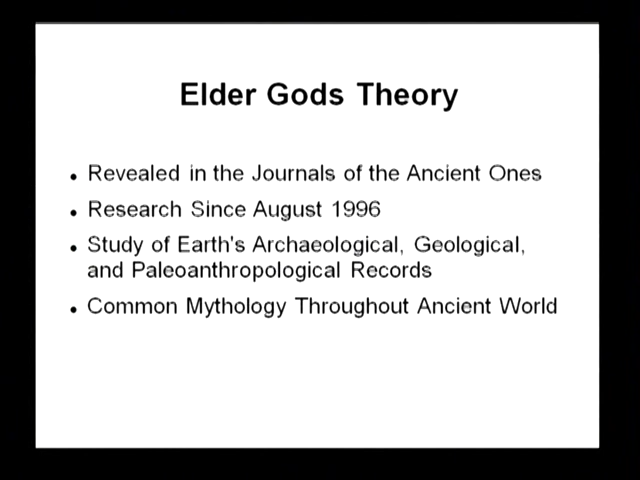 Elder Gods Theory
• Revealed in the Journals of the Ancient Ones
• Research Since August 1996
• Study of Earth's Archaeological, Geological,
and Paleoanthropological Records
• Common Mythology Throughout Ancient World